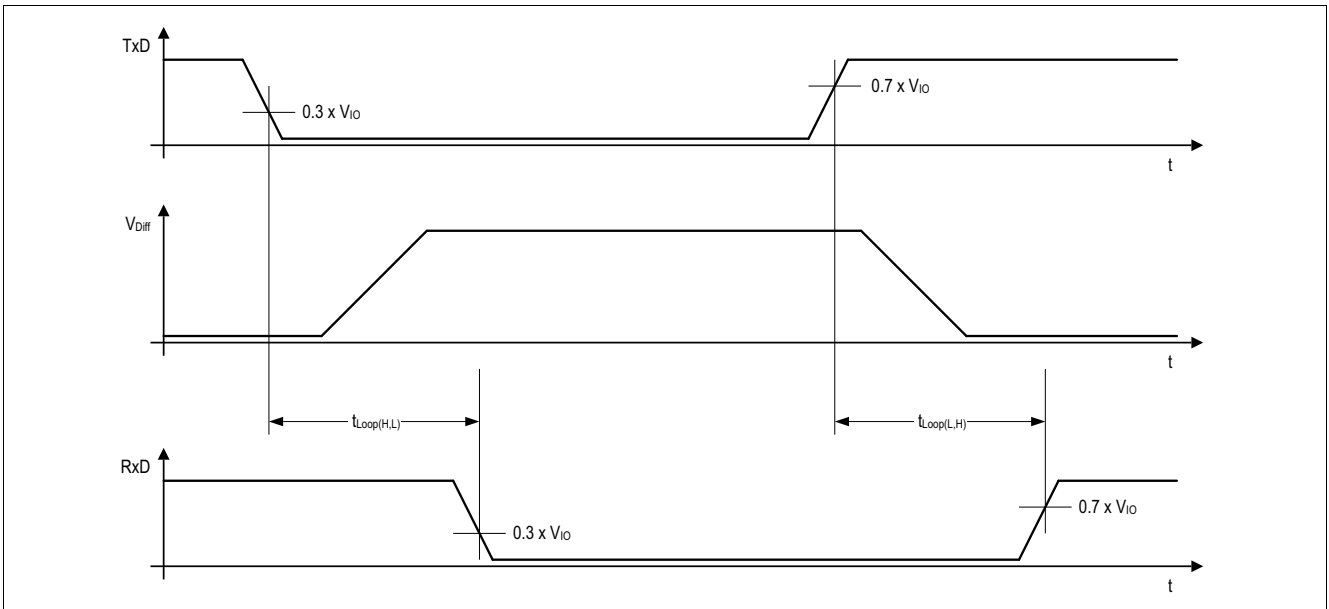 TxD
0.3 x VIO
0.7 x VIO
t
VDiff
t
tLoop(H,L)
tLoop(L,H)
RxD
0.3 x VIO
0.7 x VIO
t